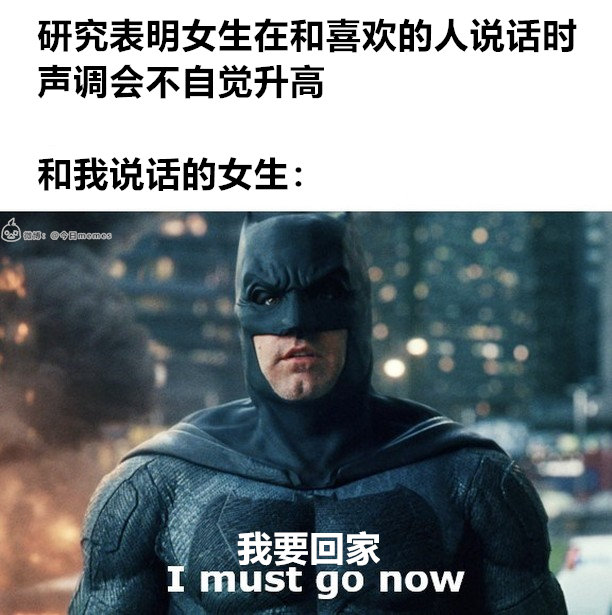 研究表明女生在和喜欢的人说话时
声调会不自觉升高
和我说话的女生：
微博：@今日memes
我要回家
I must go now